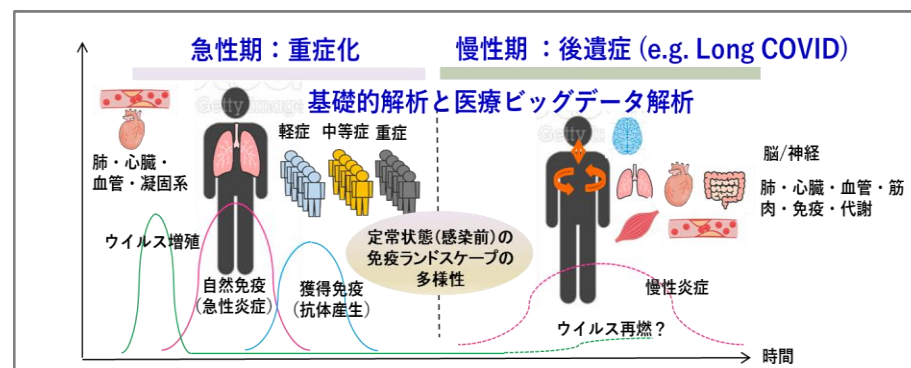 急性期：重症化
慢性期 ：後遺症 (e.g. Long COVID)
基礎的解析と医療ビッグデータ解析
肺・心臓・
血管・凝固系
軽症 中等症 重症
脳/神経
肺・心臓・血管・筋
肉・免疫・代謝
ウイルス増殖
自然免疫
(急性炎症)
獲得免疫
(抗体産生)
定常状態(感染前)の
免疫ランドスケープの
多様性
慢性炎症
ウイルス再燃？
時間